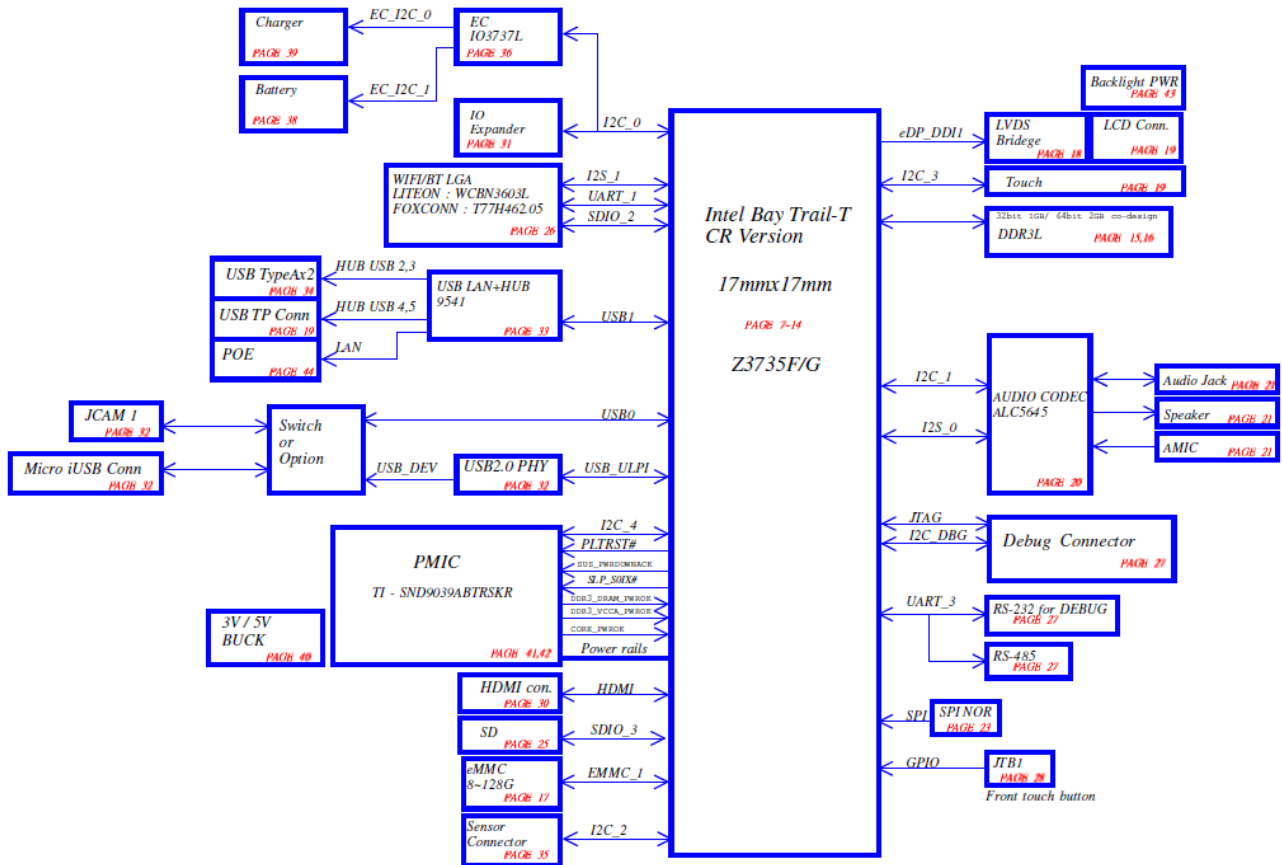 Charger
PAGE 39
EC_I2C_0
EC
IO3737L
PAGE 36
Battery
PAGE 38
EC_I2C_1
IO
Expander
PAGE 31
I2C_0
WIFI/BT LGA
LITEON : WCBN3603L
FOXCONN : T77H462.05
PAGE 26
I2S_1
UART_1
SDIO_2
USB TypeAx2
PAGE 34
HUB USB 2,3
USB TP Conn
PAGE 19
HUB USB 4,5
POE
PAGE 44
LAN
USB LAN+HUB
9541
PAGE 33
USB1
JCAM 1
PAGE 32
Micro iUSB Conn
PAGE 32
Switch
or
Option
USB0
USB_DEV
USB2.0 PHY
PAGE 32
USB_ULPI
3V / 5V
BUCK
PAGE 40
PMIC
TI - SND9039ABTRSKR
PAGE 41,42
I2C_4
PLTRST#
SUS_PWRDOWNACK
SLP_S0IX#
DDR3_DRAM_PWROK
DDR3_VCCA_PWROK
CORE_PWROK
Power rails
HDMI con.
PAGE 30
HDMI
SD
PAGE 25
SDIO_3
eMMC
8~128G
PAGE 17
EMMC_1
Sensor
Connector
PAGE 35
I2C_2
Intel Bay Trail-T
CR Version
17mmx17mm
PAGE 7-14
Z3735F/G
Backlight PWR
PAGE 43
eDP_DDI1
LVDS
Bridege
PAGE 18
LCD Conn.
PAGE 19
I2C_3
Touch
PAGE 19
32bit 1GB/ 64bit 2GB co-design
DDR3L
PAGE 15,16
I2C_1
I2S_0
AUDIO CODEC
ALC5645
PAGE 20
Audio Jack
PAGE 21
Speaker
PAGE 21
AMIC
PAGE 21
JTAG
I2C_DBG
Debug Connector
PAGE 27
UART_3
RS-232 for DEBUG
PAGE 27
RS-485
PAGE 27
SPI
SPI NOR
PAGE 23
GPIO
JTB1
PAGE 28
Front touch button